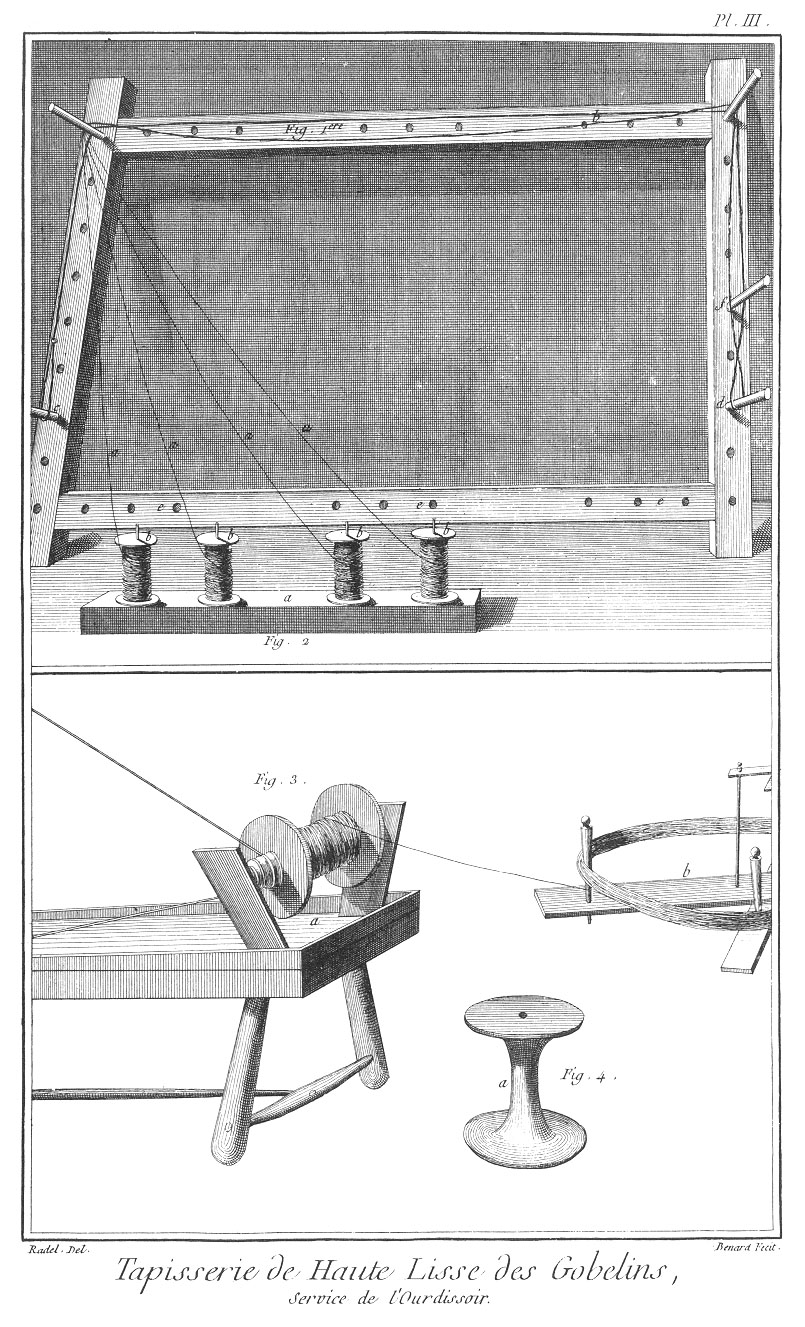 Pl. III.
Fig. 1ere
b
f
d
c
a
a
a
a
e
e
e
b
b
b
b
a
Fig. 2
Fig. 3.
b
a
a
Fig. 4.
Radel. Del.
Benard Fecit.
Tapisserie de Haute Lisse des Gobelins,
Service de l'Ourdissoir.